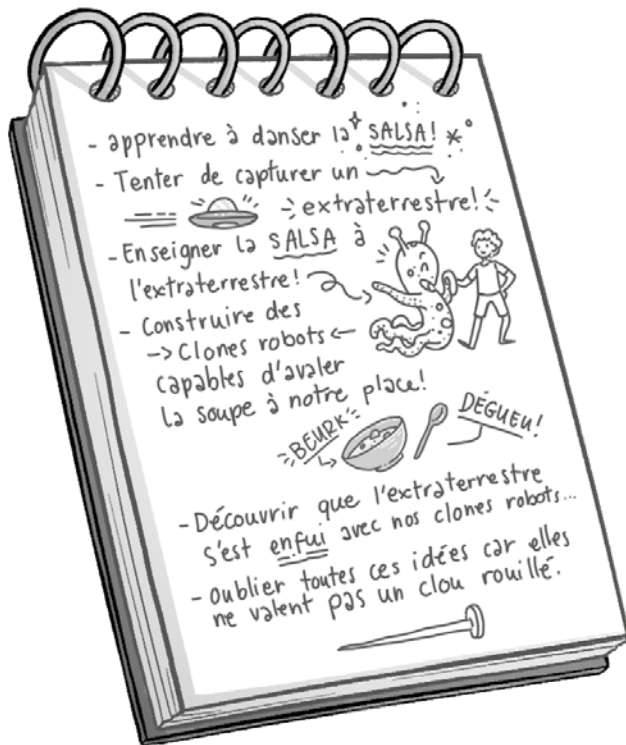 - apprendre à danser la SALSA!
- Tenter de capturer un
extraterrestre!
- Enseigner la SALSA à
l'extraterrestre!
- Construire des
-> Clones robots <-
capables d'avaler
la soupe à notre place!
BEURK
DÉGUEU!
- Découvrir que l'extraterrestre
s'est enfui avec nos clones robots...
- oublier toutes ces idées car elles
ne valent pas un clou rouillé.